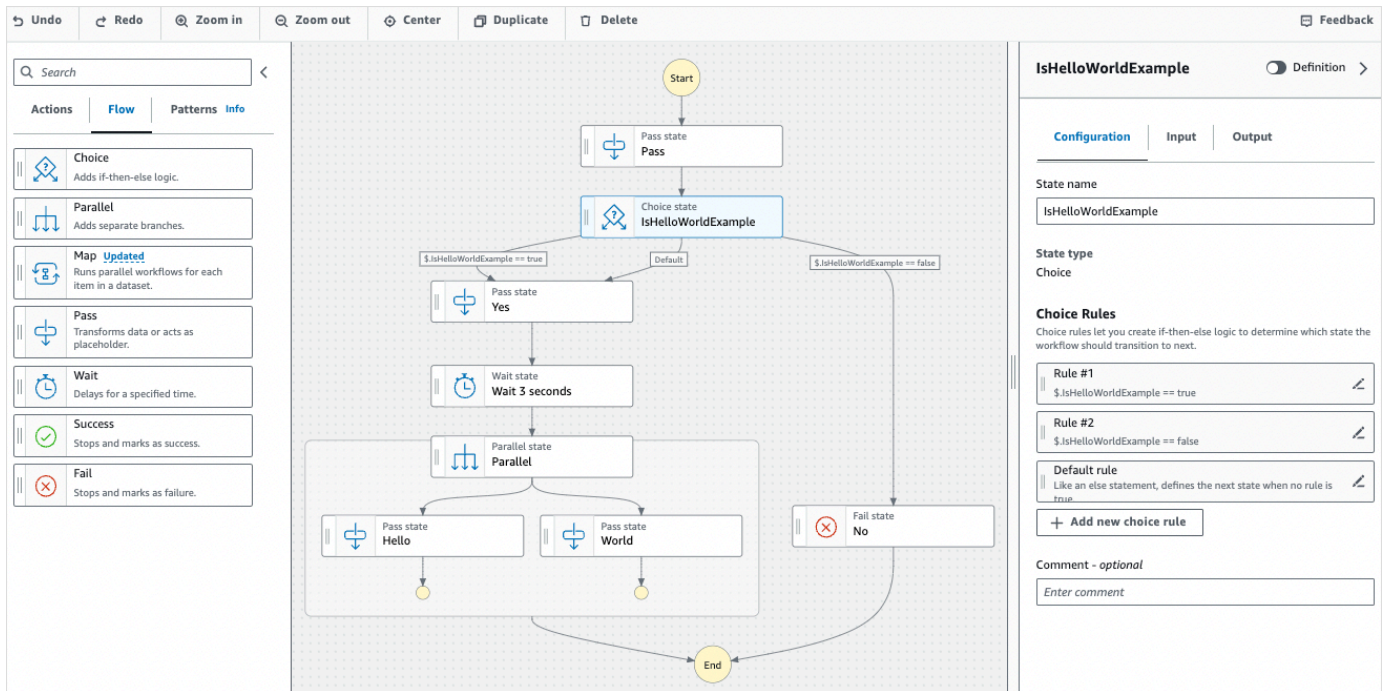 Undo
Redo
Zoom in
Zoom out
Center
Duplicate
Delete
Feedback
Search
Actions
Flow
Patterns
Info
Choice
Adds if-then-else logic.
Parallel
Adds separate branches.
Map Updated
Runs parallel workflows for each
item in a dataset.
Pass
Transforms data or acts as
placeholder.
Wait
Delays for a specified time.
Success
Stops and marks as success.
Fail
Stops and marks as failure.
Start
Pass state
Pass
Choice state
IsHelloWorldExample
$.IsHelloWorldExample == true
Default
$.IsHelloWorldExample == false
Pass state
Yes
Wait state
Wait 3 seconds
Parallel state
Parallel
Pass state
Hello
Pass state
World
Fail state
No
End
IsHelloWorldExample
Definition
Configuration
Input
Output
State name
IsHelloWorldExample
State type
Choice
Choice Rules
Choice rules let you create if-then-else logic to determine which state the
workflow should transition to next.
Rule #1
$.IsHelloWorldExample == true
Rule #2
$.IsHelloWorldExample == false
Default rule
Like an else statement, defines the next state when no rule is
true.
+ Add new choice rule
Comment - optional
Enter comment